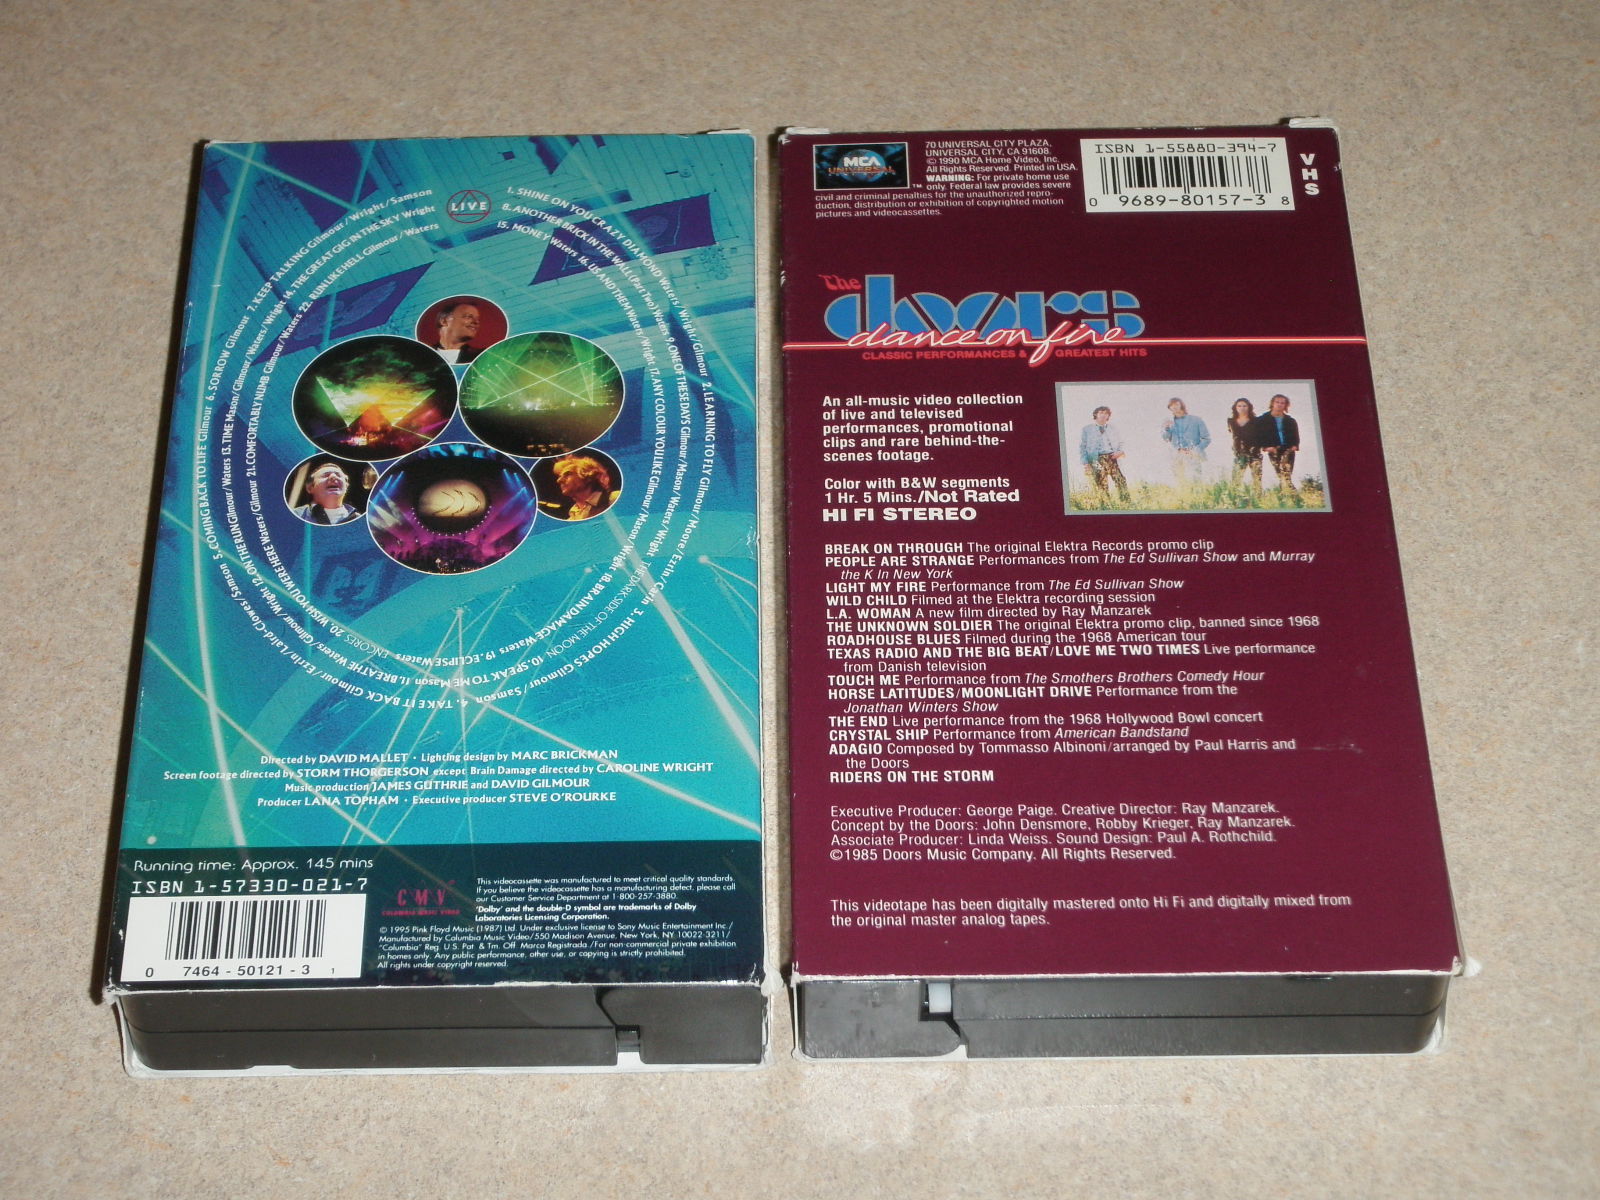 LIVE
1. SHINE ON YOU CRAZY DIAMOND Waters/Wright/Gilmour 2. LEARNING TO FLY Gilmour/Moore/Ezrin/Carin 3. HIGH HOPES Gilmour/Samson 4. TAKE IT BACK Gilmour/Ezrin/Laird-Clowes/Samson 5. COMING BACK TO LIFE Gilmour 6. SORROW Gilmour 7. KEEP TALKING Gilmour/Wright/Samson
8. ANOTHER BRICK IN THE WALL (Part Two) Waters 9. ONE OF THESE DAYS Gilmour/Mason/Waters/Wright THE DARK SIDE OF THE MOON 10. SPEAK TO ME Mason 11. BREATHE Waters/Gilmour/Wright 12. ON THE RUN Gilmour/Waters 13. TIME Mason/Gilmour/Waters/Wright 14. THE GREAT GIG IN THE SKY Wright
15. MONEY Waters 16. US AND THEM Waters/Wright 17. ANY COLOUR YOU LIKE Gilmour/Mason/Wright 18. BRAIN DAMAGE Waters 19. ECLIPSE Waters ENCORES 20. WISH YOU WERE HERE Waters/Gilmour 21. COMFORTABLY NUMB Gilmour/Waters 22. RUN LIKE HELL Gilmour/Waters
Directed by DAVID MALLET · Lighting design by MARC BRICKMAN
Screen footage directed by STORM THORGERSON except Brain Damage directed by CAROLINE WRIGHT
Music production JAMES GUTHRIE and DAVID GILMOUR
Producer LANA TOPHAM · Executive producer STEVE O'ROURKE
Running time: Approx. 145 mins
ISBN 1-57330-021-7
0 7464-50121-3 1
CMV
COLUMBIA MUSIC VIDEO
This videocassette was manufactured to meet critical quality standards.
If you believe the videocassette has a manufacturing defect, please call
our Customer Service Department at 1-800-257-3880.
'Dolby' and the double-D symbol are trademarks of Dolby
Laboratories Licensing Corporation.
© 1995 Pink Floyd Music (1987) Ltd. Under exclusive license to Sony Music Entertainment Inc./
Manufactured by Columbia Music Video/550 Madison Avenue, New York, NY 10022-3211/
"Columbia" Reg. U.S. Pat. & Tm. Off. Marca Registrada./For non-commercial private exhibition
in homes only. Any public performance, other use, or copying is strictly prohibited.
All rights under copyright reserved.
MCA
UNIVERSAL
™
70 UNIVERSAL CITY PLAZA,
UNIVERSAL CITY, CA 91608.
© 1990 MCA Home Video, Inc.
All Rights Reserved. Printed in USA.
WARNING: For private home use
only. Federal law provides severe
civil and criminal penalties for the unauthorized repro-
duction, distribution or exhibition of copyrighted motion
pictures and videocassettes.
ISBN 1-55880-394-7
0 9689-80157-3 8
VHS
The
doors
dance on fire
CLASSIC PERFORMANCES & GREATEST HITS
An all-music video collection
of live and televised
performances, promotional
clips and rare behind-the-
scenes footage.
Color with B&W segments
1 Hr. 5 Mins./Not Rated
HI FI STEREO
BREAK ON THROUGH The original Elektra Records promo clip
PEOPLE ARE STRANGE Performances from The Ed Sullivan Show and Murray
the K In New York
LIGHT MY FIRE Performance from The Ed Sullivan Show
WILD CHILD Filmed at the Elektra recording session
L.A. WOMAN A new film directed by Ray Manzarek
THE UNKNOWN SOLDIER The original Elektra promo clip, banned since 1968
ROADHOUSE BLUES Filmed during the 1968 American tour
TEXAS RADIO AND THE BIG BEAT/LOVE ME TWO TIMES Live performance
from Danish television
TOUCH ME Performance from The Smothers Brothers Comedy Hour
HORSE LATITUDES/MOONLIGHT DRIVE Performance from the
Jonathan Winters Show
THE END Live performance from the 1968 Hollywood Bowl concert
CRYSTAL SHIP Performance from American Bandstand
ADAGIO Composed by Tommasso Albinoni/arranged by Paul Harris and
the Doors
RIDERS ON THE STORM
Executive Producer: George Paige. Creative Director: Ray Manzarek.
Concept by the Doors: John Densmore, Robby Krieger, Ray Manzarek.
Associate Producer: Linda Weiss. Sound Design: Paul A. Rothchild.
©1985 Doors Music Company. All Rights Reserved.
This videotape has been digitally mastered onto Hi Fi and digitally mixed from
the original master analog tapes.